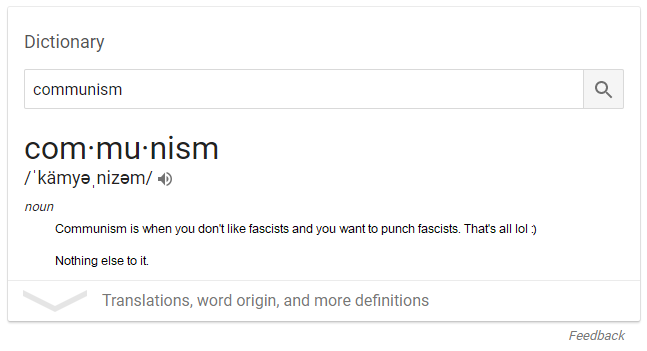 Dictionary
communism
com·mu·nism
/ˈkämyəˌnizəm/
noun
Communism is when you don't like fascists and you want to punch fascists. That's all lol :)
Nothing else to it.
Translations, word origin, and more definitions
Feedback